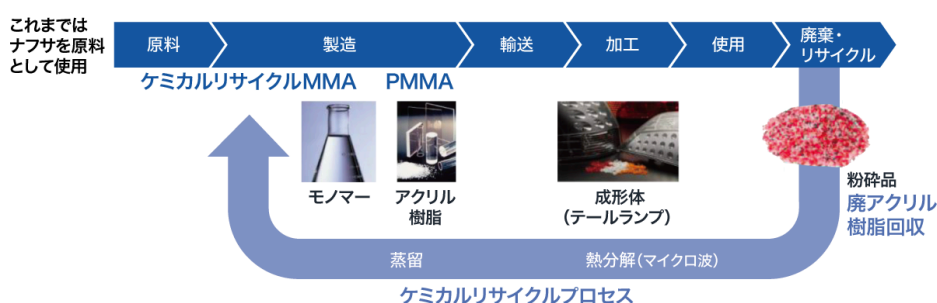 これまでは
ナフサを原料
として使用
原料
製造
輸送
加工
使用
廃棄・
リサイクル
ケミカルリサイクルMMA
PMMA
モノマー
アクリル
樹脂
成形体
(テールランプ)
粉砕品
廃アクリル
樹脂回収
蒸留
熱分解(マイクロ波)
ケミカルリサイクルプロセス